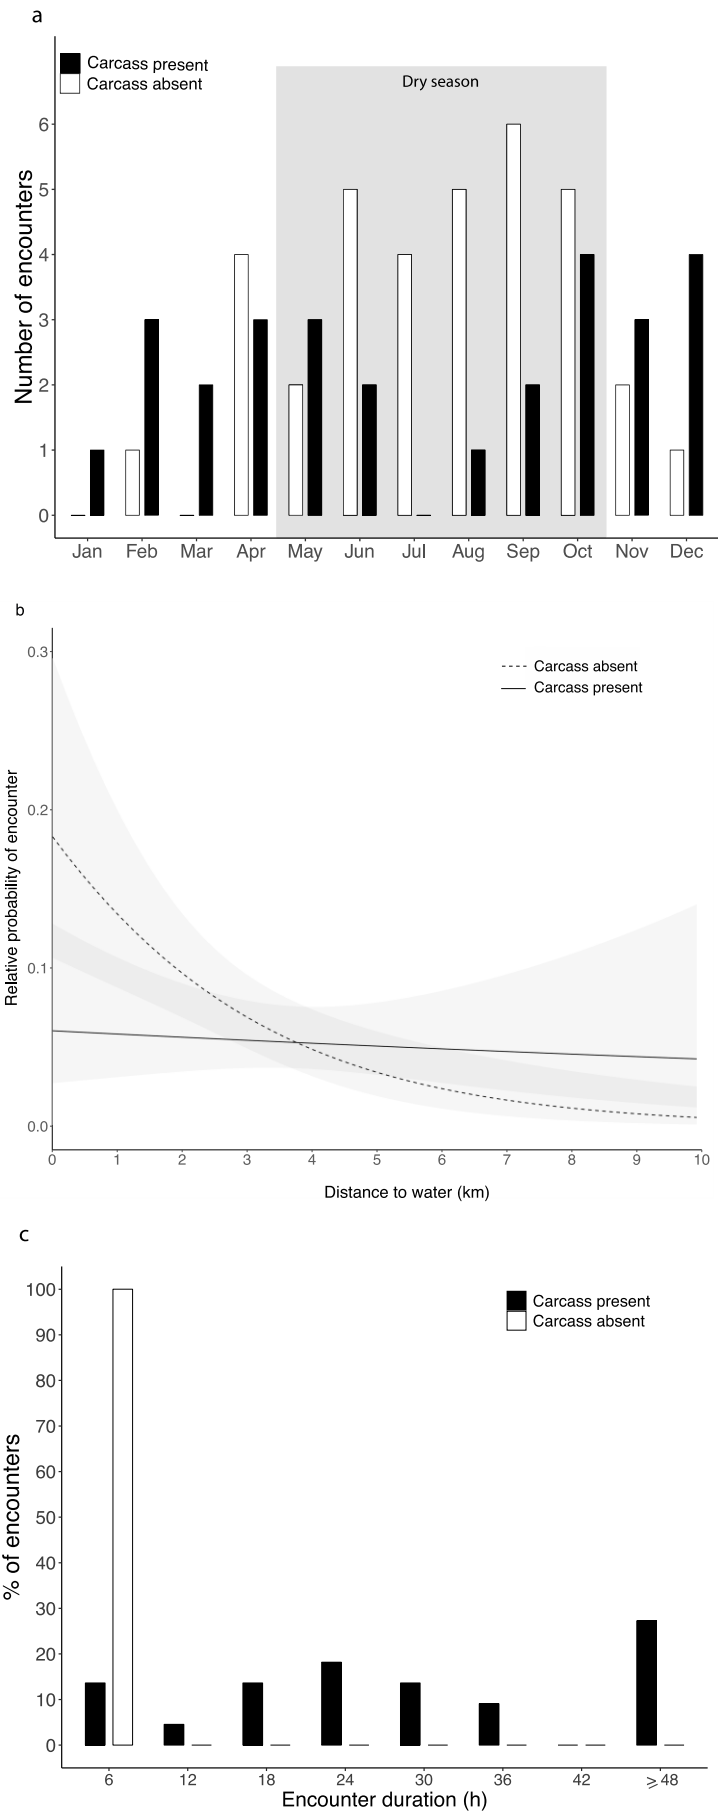 a
Carcass present
Carcass absent
Dry season
Number of encounters
6
5
4
3
2
1
0
Jan Feb Mar Apr May Jun Jul Aug Sep Oct Nov Dec
b
Carcass absent
Carcass present
Relative probability of encounter
0.3
0.2
0.1
0.0
0 1 2 3 4 5 6 7 8 9 10
Distance to water (km)
c
Carcass present
Carcass absent
% of encounters
100
90
80
70
60
50
40
30
20
10
0
6 12 18 24 30 36 42 ⩾48
Encounter duration (h)